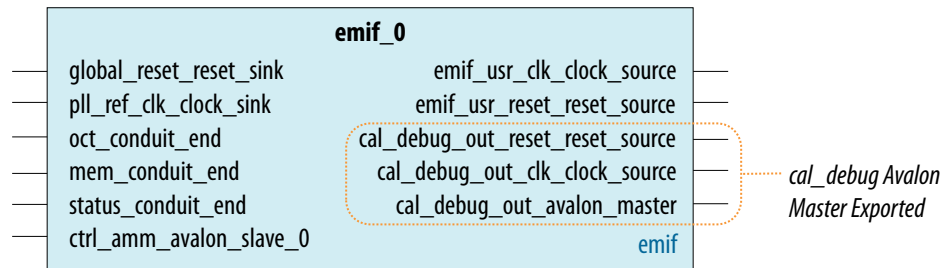 emif_0
global_reset_reset_sink
pll_ref_clk_clock_sink
oct_conduit_end
mem_conduit_end
status_conduit_end
ctrl_amm_avalon_slave_0
emif_usr_clk_clock_source
emif_usr_reset_reset_source
cal_debug_out_reset_reset_source
cal_debug_out_clk_clock_source
cal_debug_out_avalon_master
emif
cal_debug Avalon
Master Exported